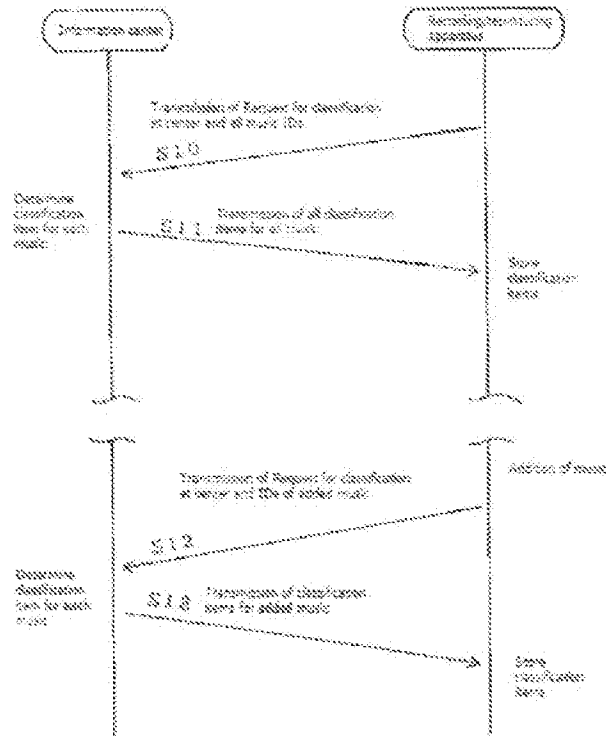 Information center
Recording/reproducing
apparatus
Transmission of Request for classification
at center and all music IDs
S10
Determine
classification
item for each
music
S11
Transmission of all classification
items for all music
Store
classification
items
Addition of music
Transmission of Request for classification
at center and IDs of added music
S12
Determine
classification
item for each
music
S13
Transmission of classification
items for added music
Store
classification
items